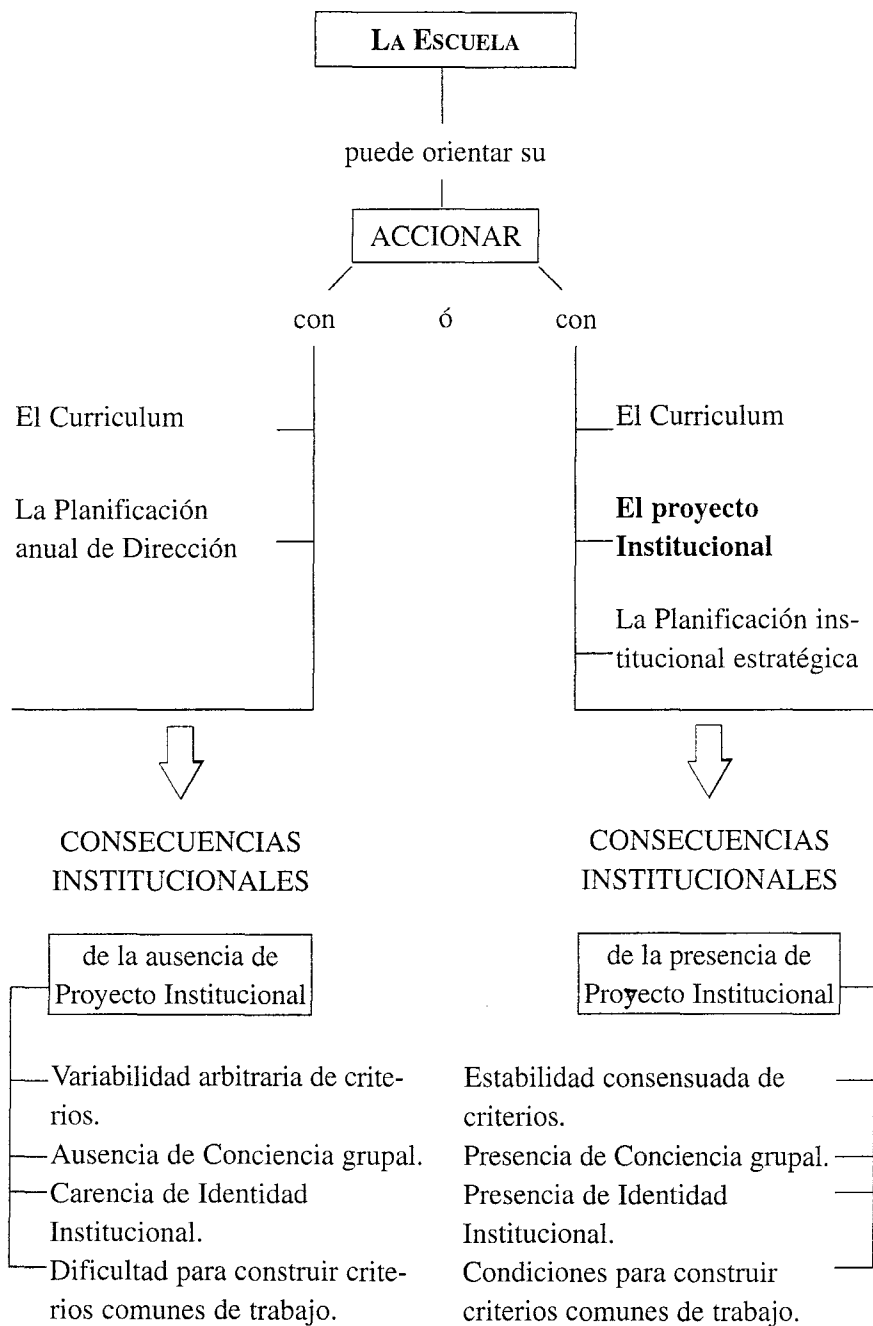 LA ESCUELA
puede orientar su
ACCIONAR
con ó con
El Curriculum
La Planificación
anual de Dirección
El Curriculum
El proyecto
Institucional
La Planificación ins-
titucional estratégica
CONSECUENCIAS
INSTITUCIONALES
de la ausencia de
Proyecto Institucional
Variabilidad arbitraria de crite-
rios.
Ausencia de Conciencia grupal.
Carencia de Identidad
Institucional.
Dificultad para construir crite-
rios comunes de trabajo.
CONSECUENCIAS
INSTITUCIONALES
de la presencia de
Proyecto Institucional
Estabilidad consensuada de
criterios.
Presencia de Conciencia grupal.
Presencia de Identidad
Institucional.
Condiciones para construir
criterios comunes de trabajo.